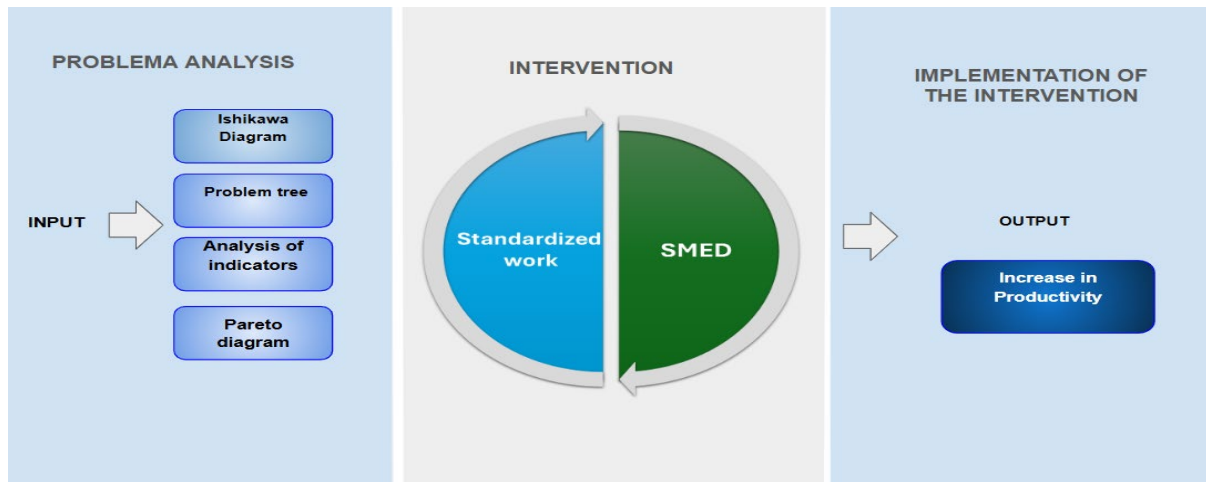 PROBLEMA ANALYSIS
INPUT
Ishikawa
Diagram
Problem tree
Analysis of
indicators
Pareto
diagram
INTERVENTION
Standardized
work
SMED
IMPLEMENTATION OF
THE INTERVENTION
OUTPUT
Increase in
Productivity